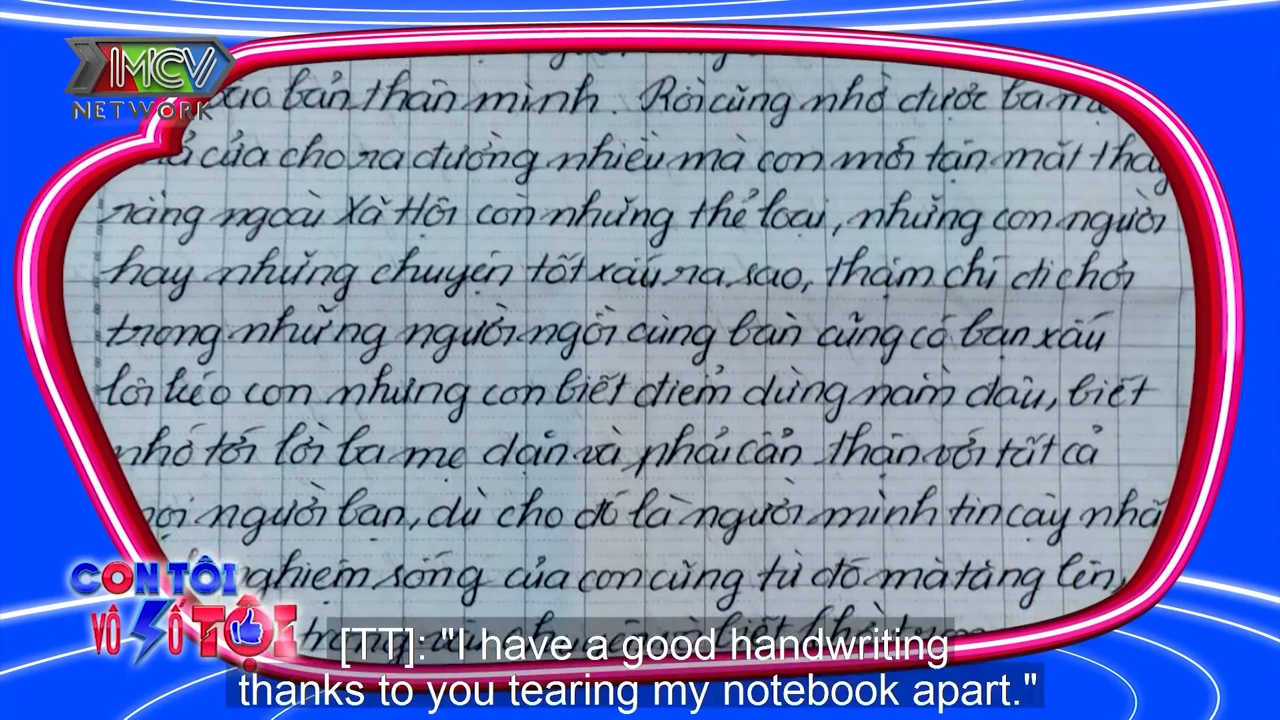 MCV
NETWORK
bản thân mình. Rồi cũng nhờ được ba mẹ
của cho ra đường nhiều mà con mới tận mắt thấy
rằng ngoài Xã Hội còn những thể loại, những con người
hay những chuyện tốt xấu ra sao, thậm chí đi chơi
trong những người ngồi cùng bàn cũng có bạn xấu
lôi kéo con nhưng con biết điểm dừng nằm đâu, biết
nhớ tới lời ba mẹ dặn và phải cẩn thận với tất cả
người bạn, dù cho đó là người mình tin cậy
nghiệm sống của con cũng từ đó mà tăng lên,
CON TÔI
VÔ SỐ TỘI
[TT]: "I have a good handwriting
thanks to you tearing my notebook apart."